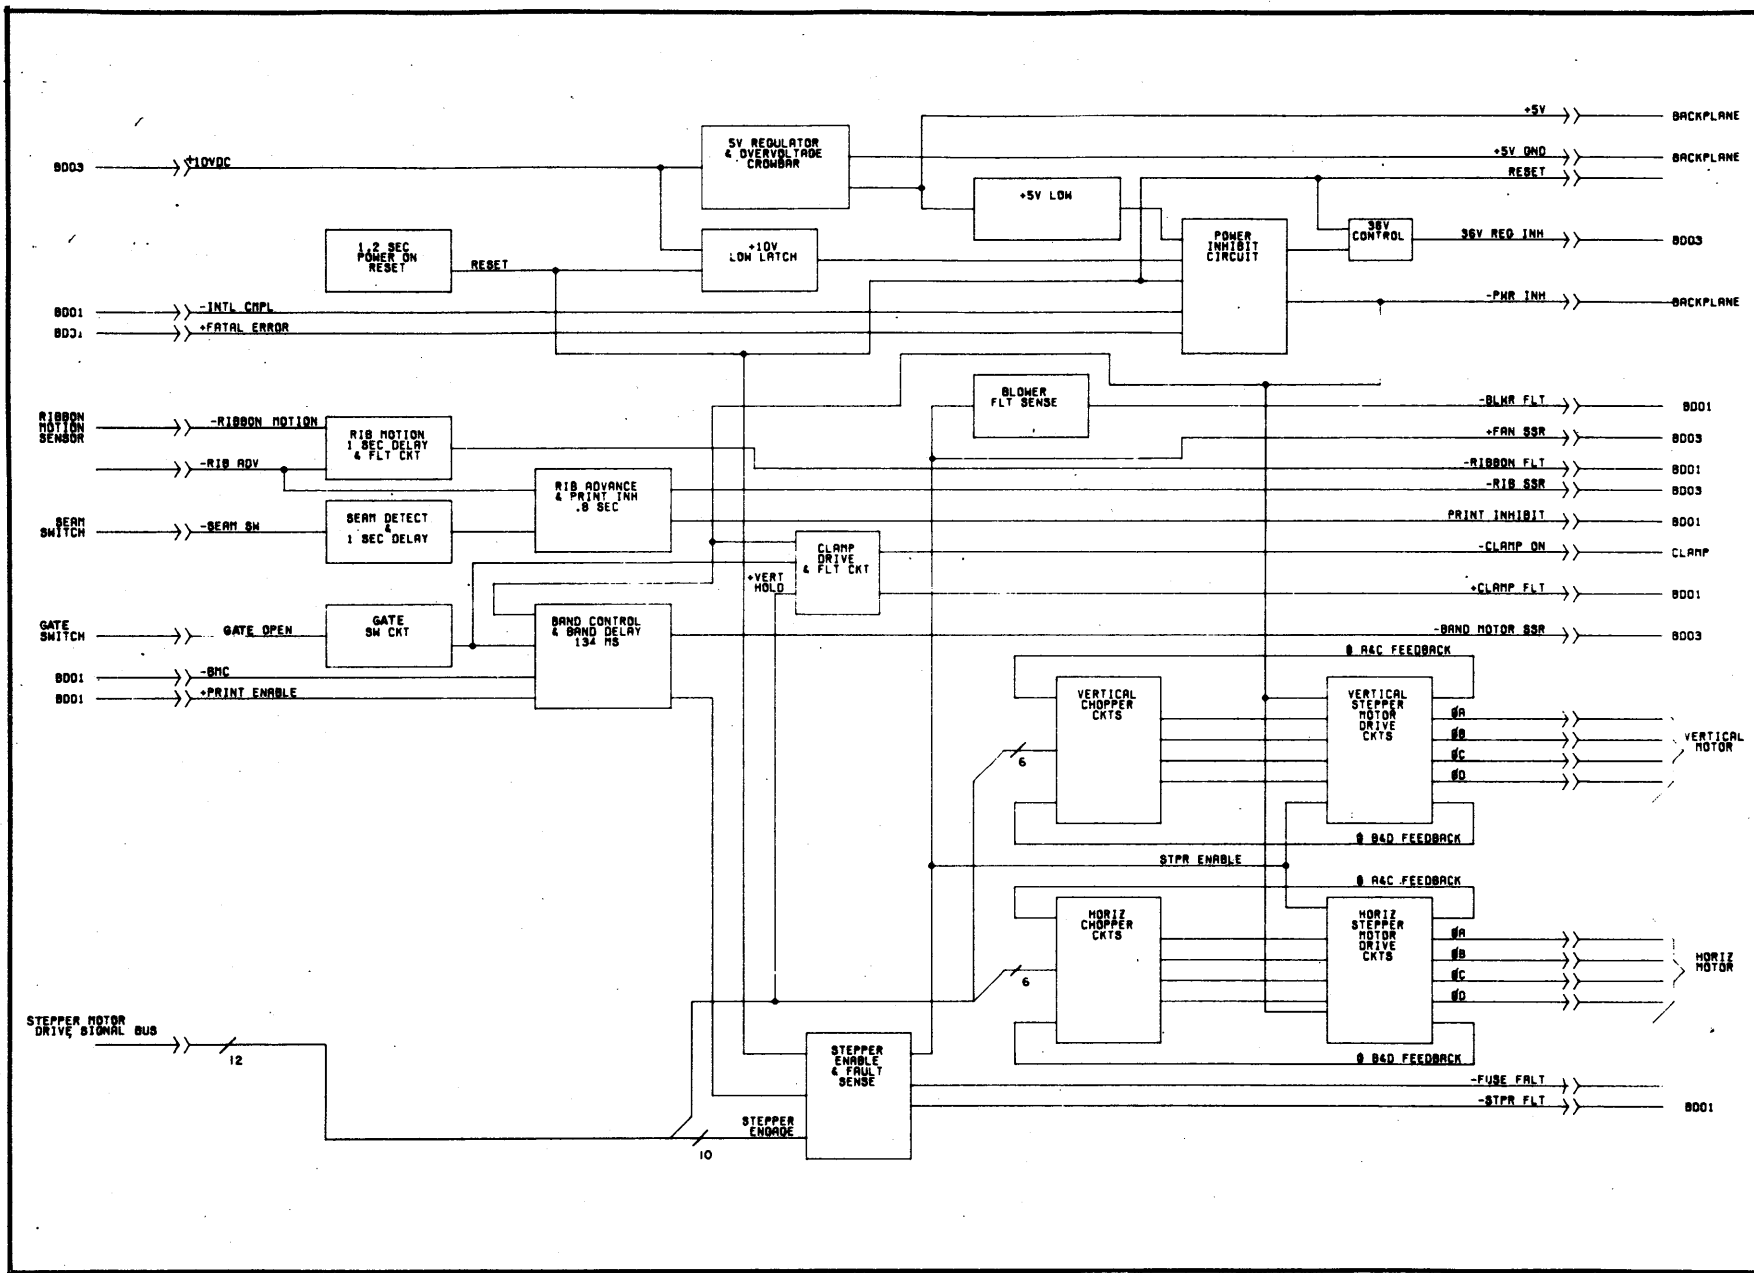 +5V
BACKPLANE
5V REGULATOR
& OVERVOLTAGE
CROWBAR
BD03
+10VDC
+5V GND
BACKPLANE
RESET
+5V LOW
1.2 SEC
POWER ON
RESET
RESET
+10V
LOW LATCH
POWER
INHIBIT
CIRCUIT
36V
CONTROL
36V REG INH
BD03
BD01
-INTL CMPL
-PWR INH
BACKPLANE
+FATAL ERROR
RIBBON
MOTION
SENSOR
-RIBBON MOTION
RIB MOTION
1 SEC DELAY
& FLT CKT
BLOWER
FLT SENSE
-BLWR FLT
BD01
+FAN SSR
BD03
-RIB ADV
-RIBBON FLT
BD01
RIB ADVANCE
& PRINT INH
.8 SEC
-RIB SSR
BD03
SEAM
SWITCH
-SEAM SW
SEAM DETECT
&
1 SEC DELAY
PRINT INHIBIT
BD01
CLAMP
DRIVE
& FLT CKT
-CLAMP ON
CLAMP
+VERT
HOLD
+CLAMP FLT
BD01
GATE
SWITCH
GATE OPEN
GATE
SW CKT
BAND CONTROL
& BAND DELAY
134 MS
-BAND MOTOR SSR
BD03
BD01
-BMC
BD01
+PRINT ENABLE
Ø A&C FEEDBACK
VERTICAL
CHOPPER
CKTS
VERTICAL
STEPPER
MOTOR
DRIVE
CKTS
ØA
ØB
ØC
ØD
VERTICAL
MOTOR
6
Ø B&D FEEDBACK
STPR ENABLE
Ø A&C FEEDBACK
HORIZ
CHOPPER
CKTS
HORIZ
STEPPER
MOTOR
DRIVE
CKTS
ØA
ØB
ØC
ØD
HORIZ
MOTOR
6
Ø B&D FEEDBACK
STEPPER MOTOR
DRIVE SIGNAL BUS
12
STEPPER
ENABLE
& FAULT
SENSE
-FUSE FALT
-STPR FLT
BD01
STEPPER
ENGAGE
10